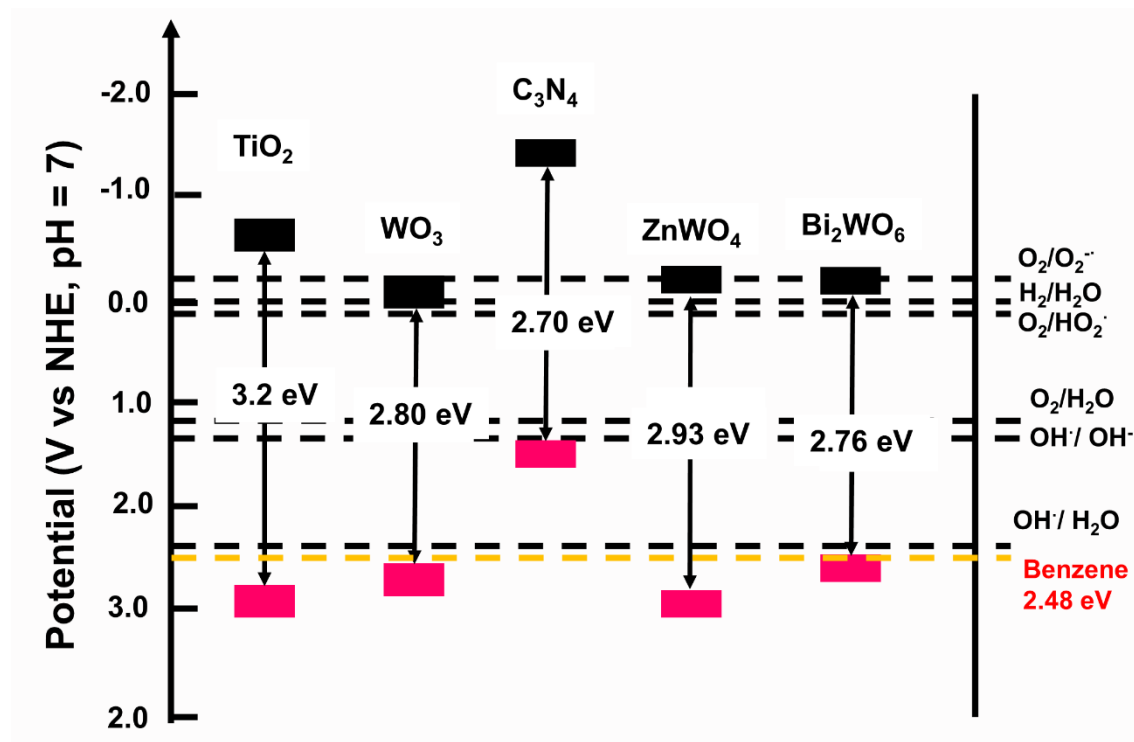 Potential (V vs NHE, pH = 7)
-2.0
-1.0
0.0
1.0
2.0
3.0
2.0
TiO₂
WO₃
C₃N₄
ZnWO₄
Bi₂WO₆
3.2 eV
2.80 eV
2.70 eV
2.93 eV
2.76 eV
O₂/O₂⁻·
H₂/H₂O
O₂/HO₂·
O₂/H₂O
OH·/ OH⁻
OH·/ H₂O
Benzene
2.48 eV